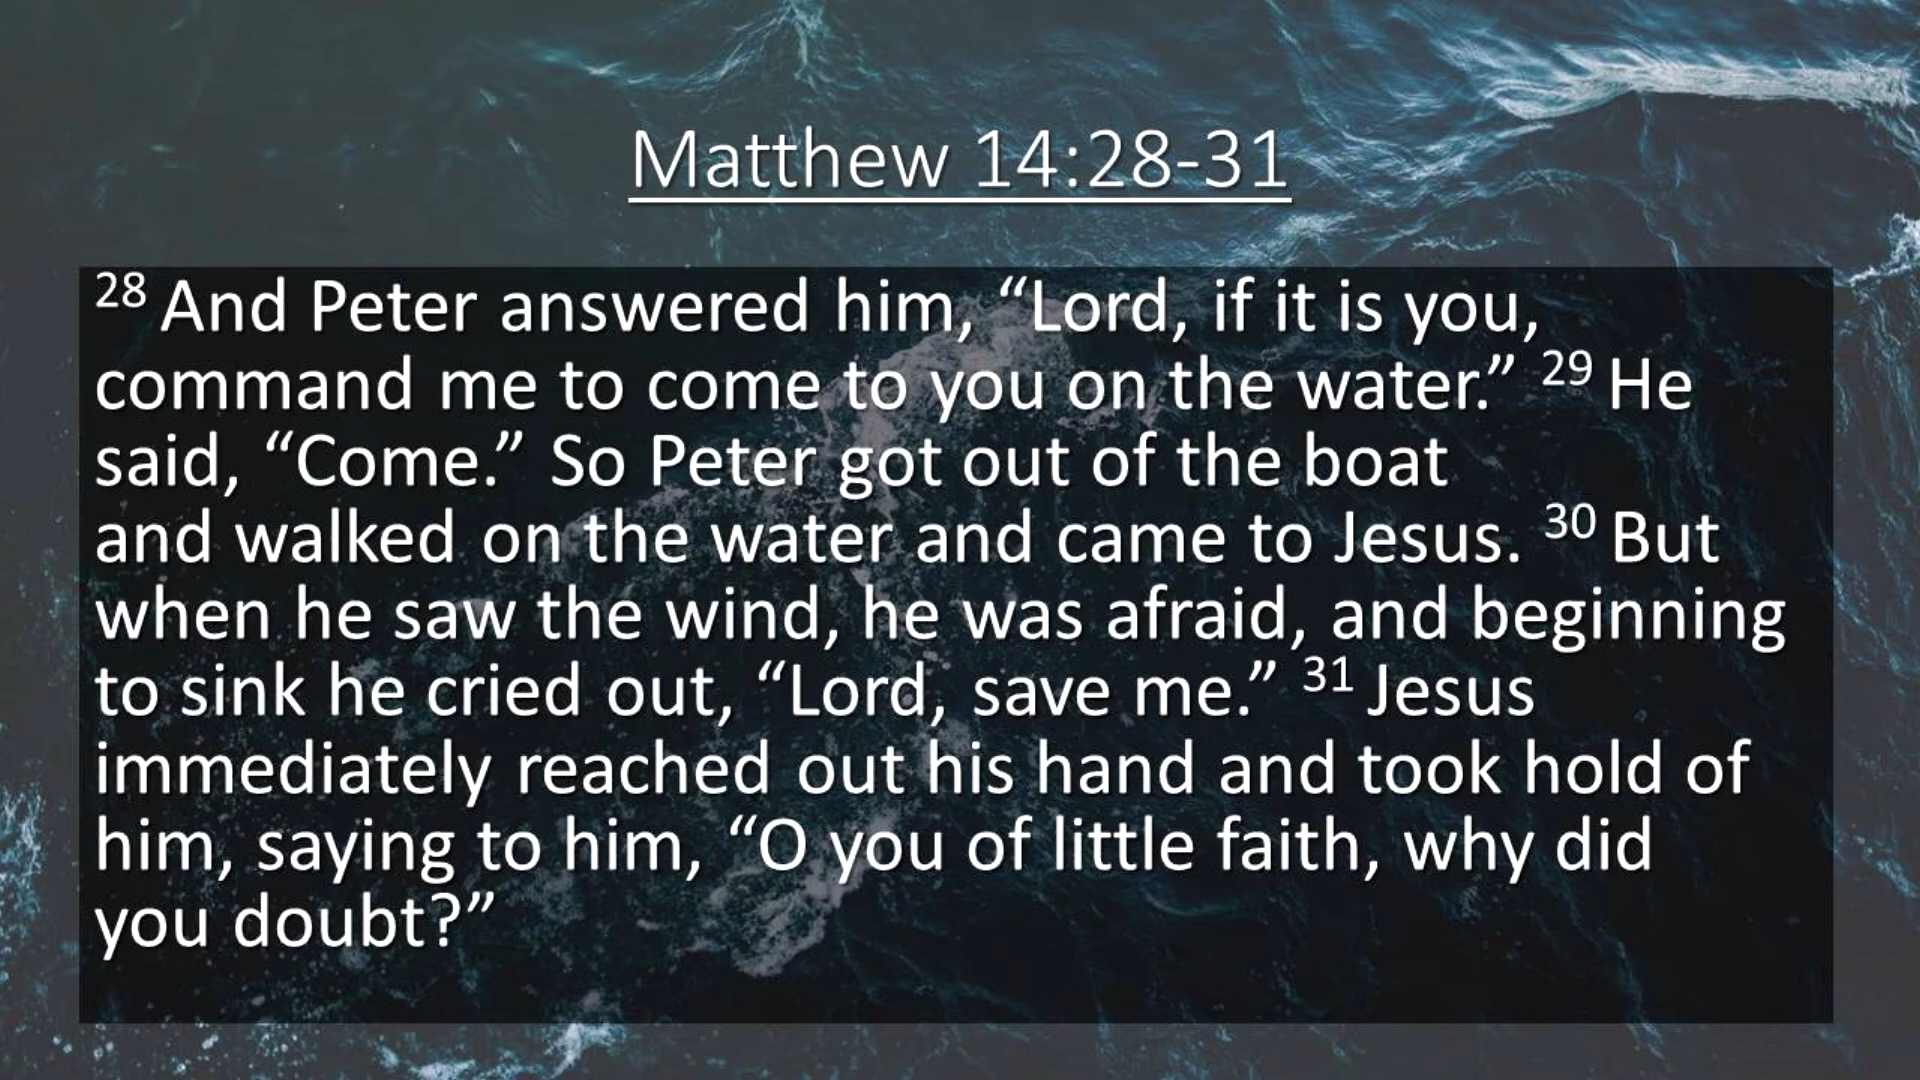 Matthew 14:28-31
28 And Peter answered him, “Lord, if it is you,
command me to come to you on the water.” 29 He
said, “Come.” So Peter got out of the boat
and walked on the water and came to Jesus. 30 But
when he saw the wind, he was afraid, and beginning
to sink he cried out, “Lord, save me.” 31 Jesus
immediately reached out his hand and took hold of
him, saying to him, “O you of little faith, why did
you doubt?”